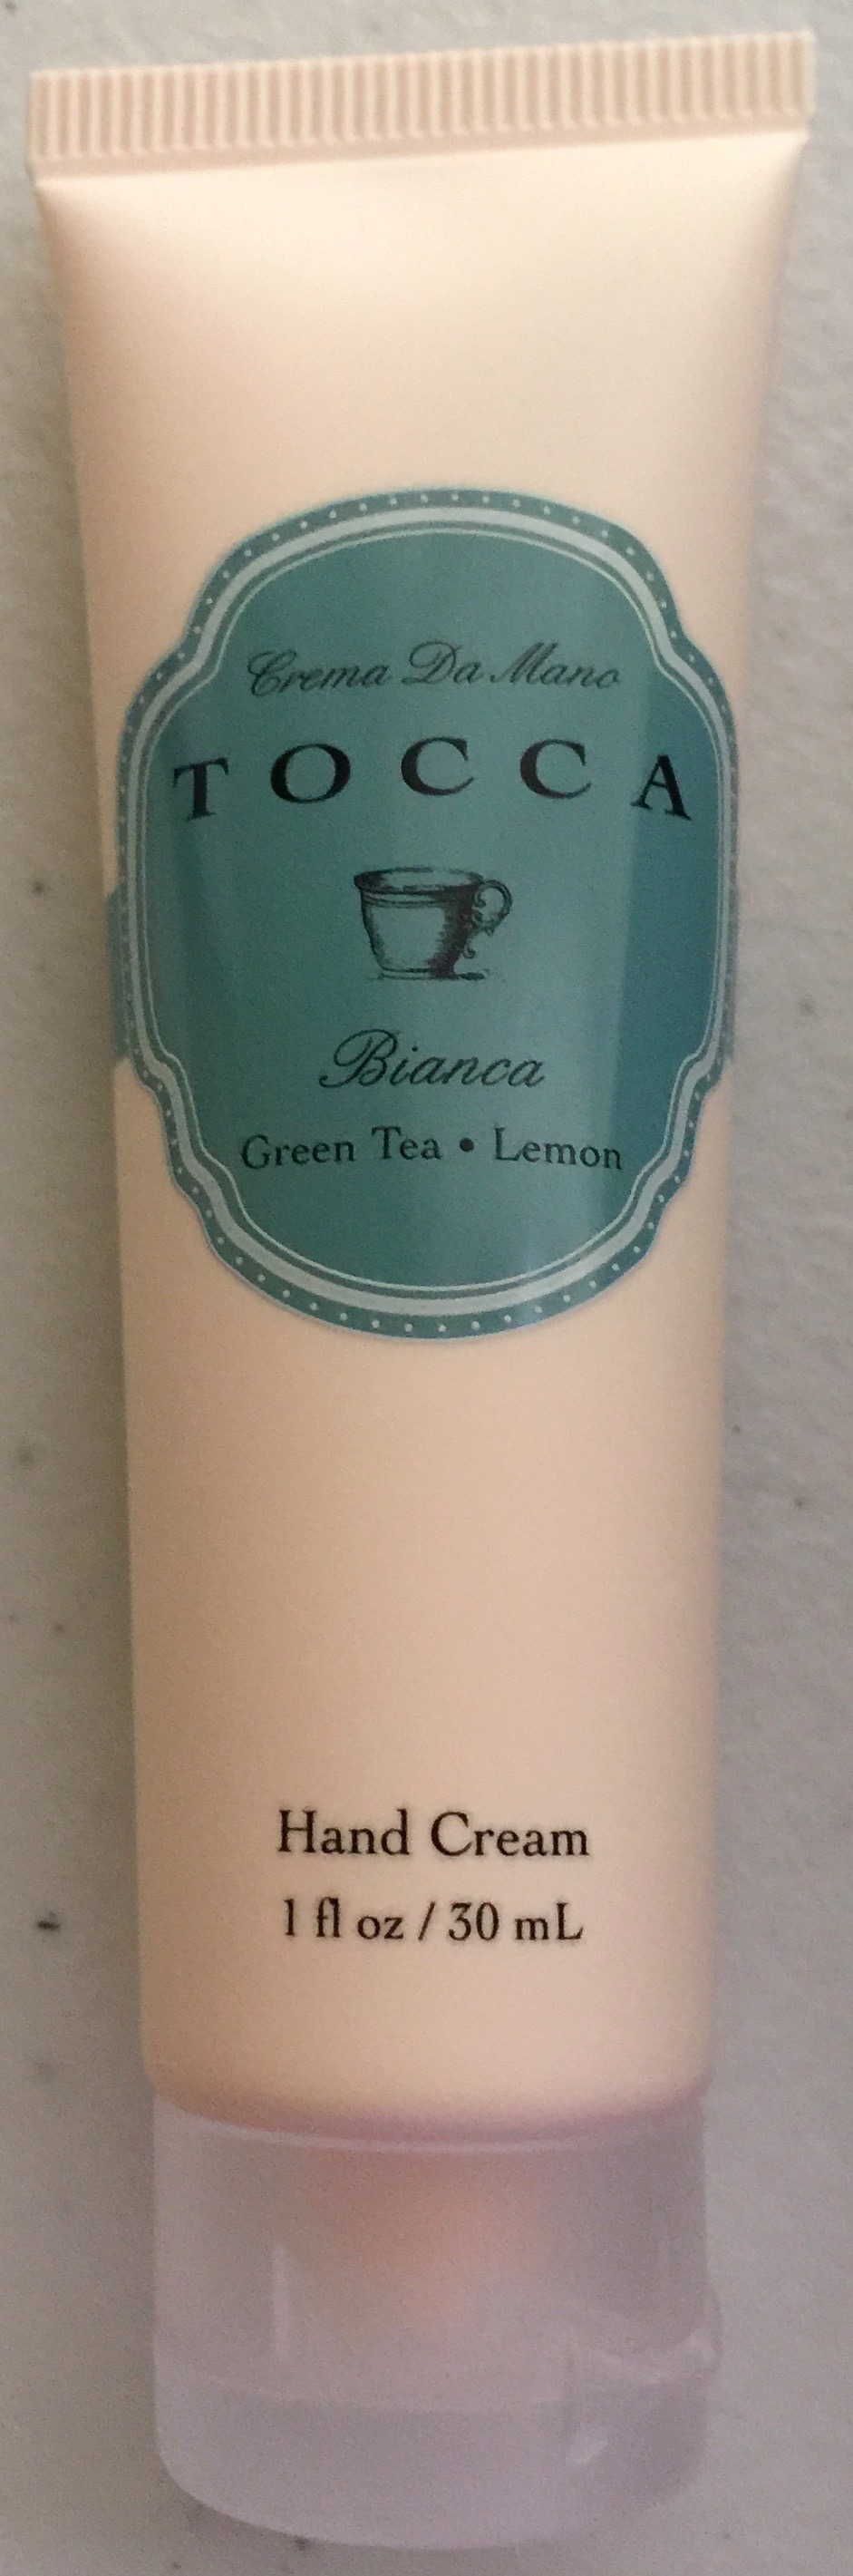 Crema Da Mano
TOCCA
Bianca
Green Tea • Lemon
Hand Cream
1 fl oz / 30 mL